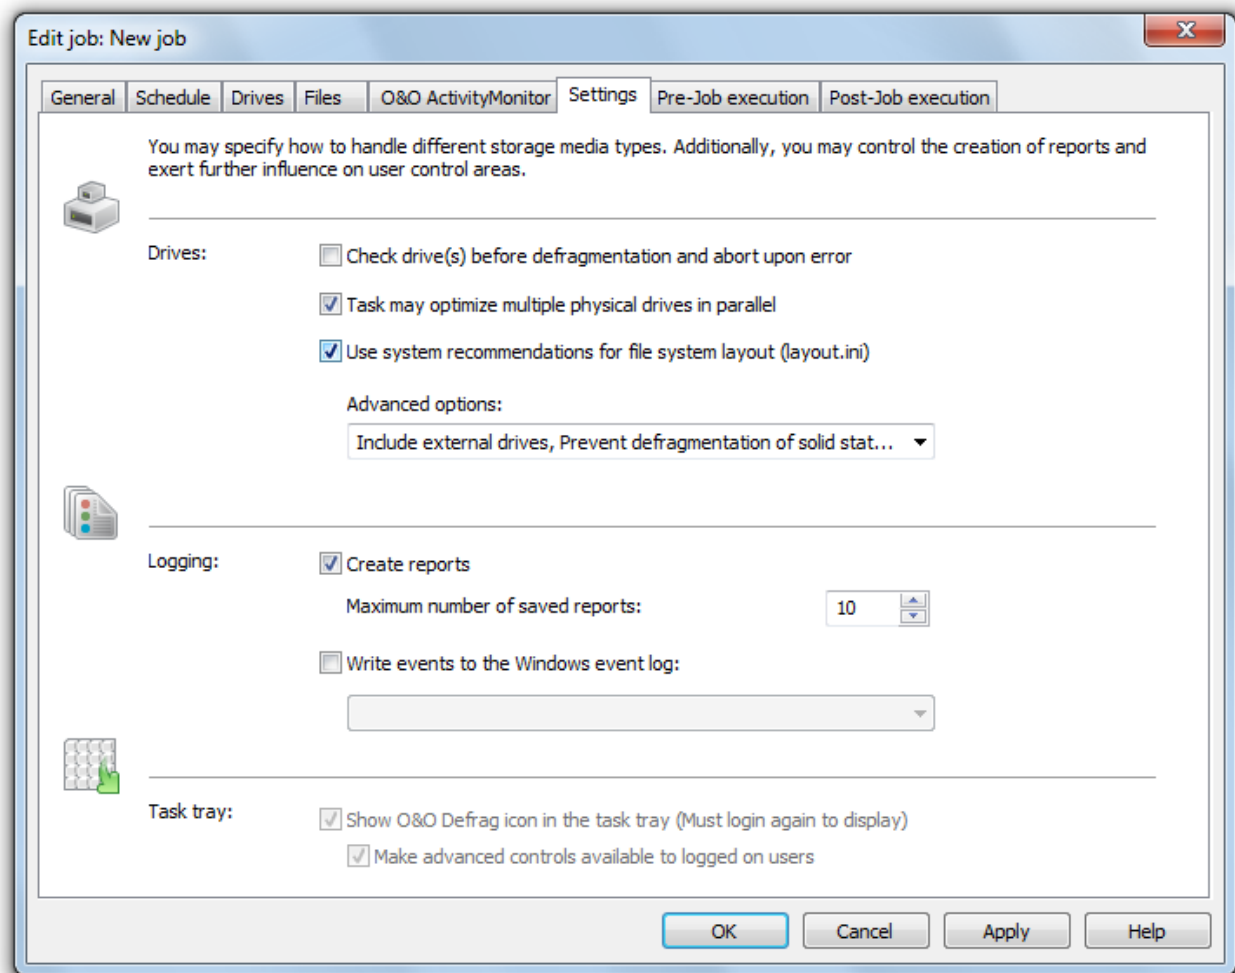 Edit job: New job
General Schedule Drives Files O&O ActivityMonitor Settings Pre-Job execution Post-Job execution
You may specify how to handle different storage media types. Additionally, you may control the creation of reports and
exert further influence on user control areas.
Drives:
Check drive(s) before defragmentation and abort upon error
Task may optimize multiple physical drives in parallel
Use system recommendations for file system layout (layout.ini)
Advanced options:
Include external drives, Prevent defragmentation of solid stat...
Logging:
Create reports
Maximum number of saved reports: 10
Write events to the Windows event log:
Task tray:
Show O&O Defrag icon in the task tray (Must login again to display)
Make advanced controls available to logged on users
OK Cancel Apply Help